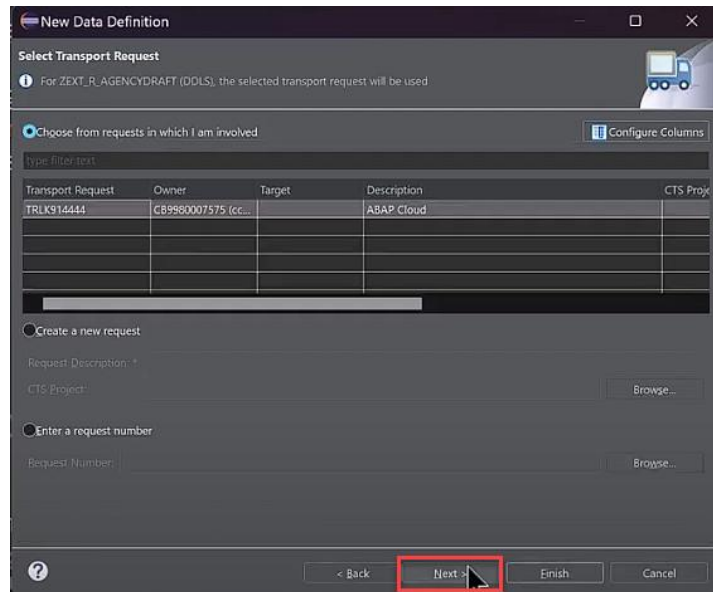 New Data Definition
Select Transport Request
For ZEXT_R_AGENCYDRAFT (DDLS), the selected transport request will be used
Choose from requests in which I am involved
Configure Columns
type filter text
Transport Request Owner Target Description CTS Proje
TRLK914444 CB9980007575 (cc... ABAP Cloud
Create a new request
Request Description: *
CTS Project:
Browse...
Enter a request number
Request Number:
Browse...
< Back Next > Finish Cancel